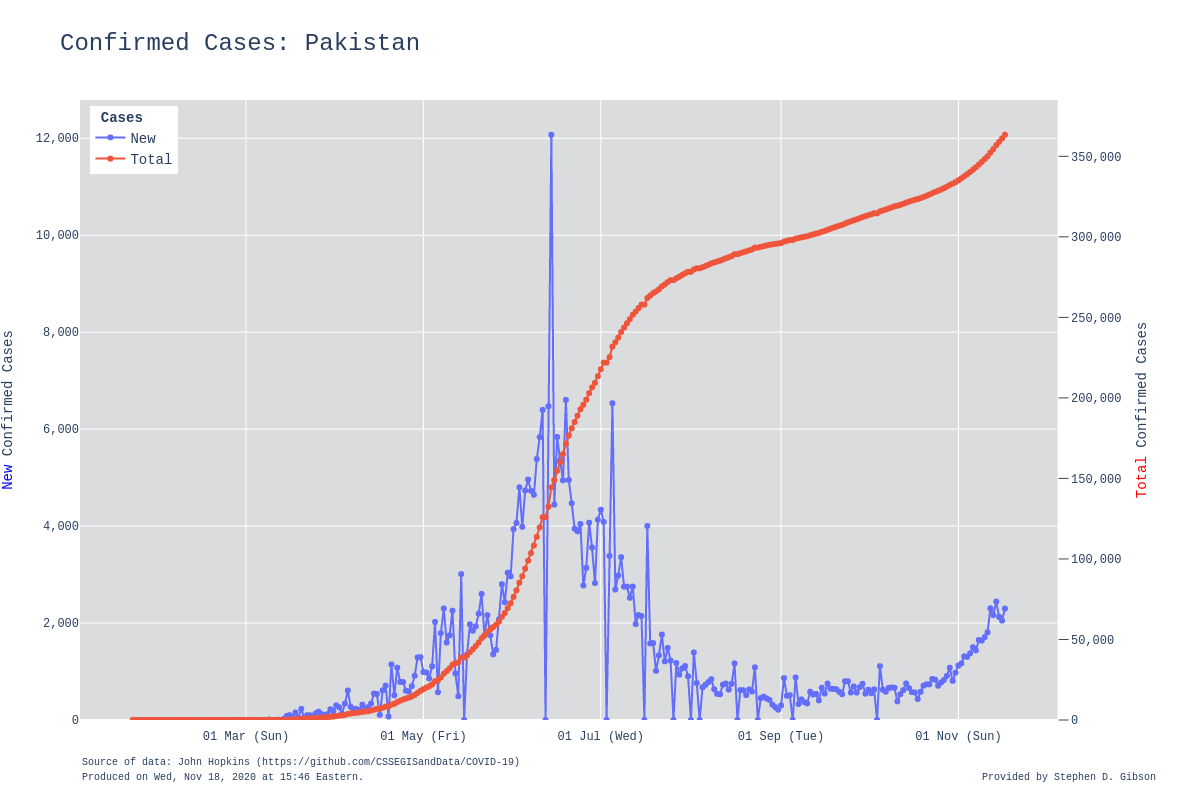 Confirmed Cases: Pakistan
Cases
New
Total
12,000
10,000
8,000
6,000
4,000
2,000
0
New Confirmed Cases
350,000
300,000
250,000
200,000
150,000
100,000
50,000
0
Total Confirmed Cases
01 Mar (Sun) 01 May (Fri) 01 Jul (Wed) 01 Sep (Tue) 01 Nov (Sun)
Source of data: John Hopkins (https://github.com/CSSEGISandData/COVID-19)
Produced on Wed, Nov 18, 2020 at 15:46 Eastern.
Provided by Stephen D. Gibson